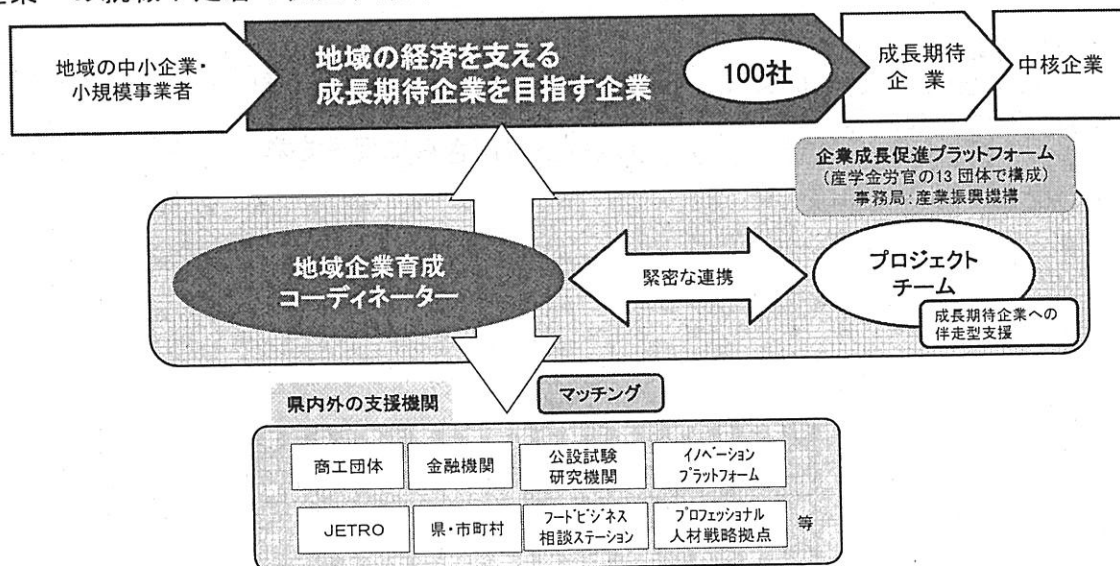 地域の中小企業・
小規模事業者
地域の経済を支える
成長期待企業を目指す企業
100社
成長期待
企 業
中核企業
企業成長促進プラットフォーム
(産学金労官の13団体で構成)
事務局:産業振興機構
地域企業育成
コーディネーター
緊密な連携
プロジェクト
チーム
成長期待企業への
伴走型支援
県内外の支援機関
マッチング
商工団体
金融機関
公設試験
研究機関
イノベーション
プラットフォーム
JETRO
県・市町村
フードビジネス
相談ステーション
プロフェッショナル
人材戦略拠点
等